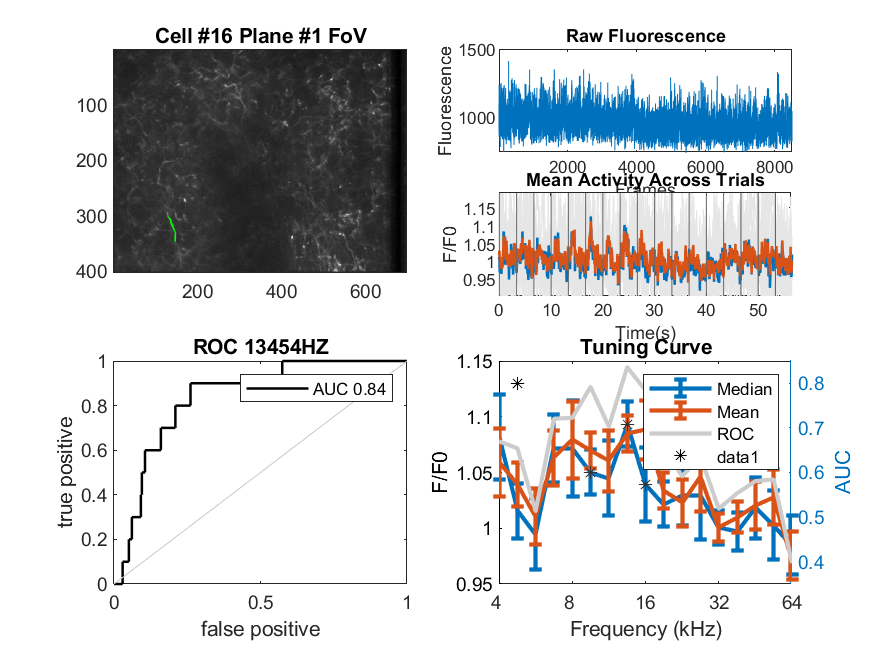 Cell #16 Plane #1 FoV
100
200
300
400
200
400
600
Raw Fluorescence
Fluorescence
1500
1000
2000
4000
6000
8000
Frames
Mean Activity Across Trials
F/F0
1.15
1.1
1.05
1
0.95
0
10
20
30
40
50
Time(s)
ROC 13454HZ
true positive
1
0.8
0.6
0.4
0.2
0
AUC 0.84
0
0.5
1
false positive
Tuning Curve
F/F0
1.15
1.1
1.05
1
0.95
Median
Mean
ROC
data1
0.8
0.7
0.6
0.5
0.4
AUC
4
8
16
32
64
Frequency (kHz)